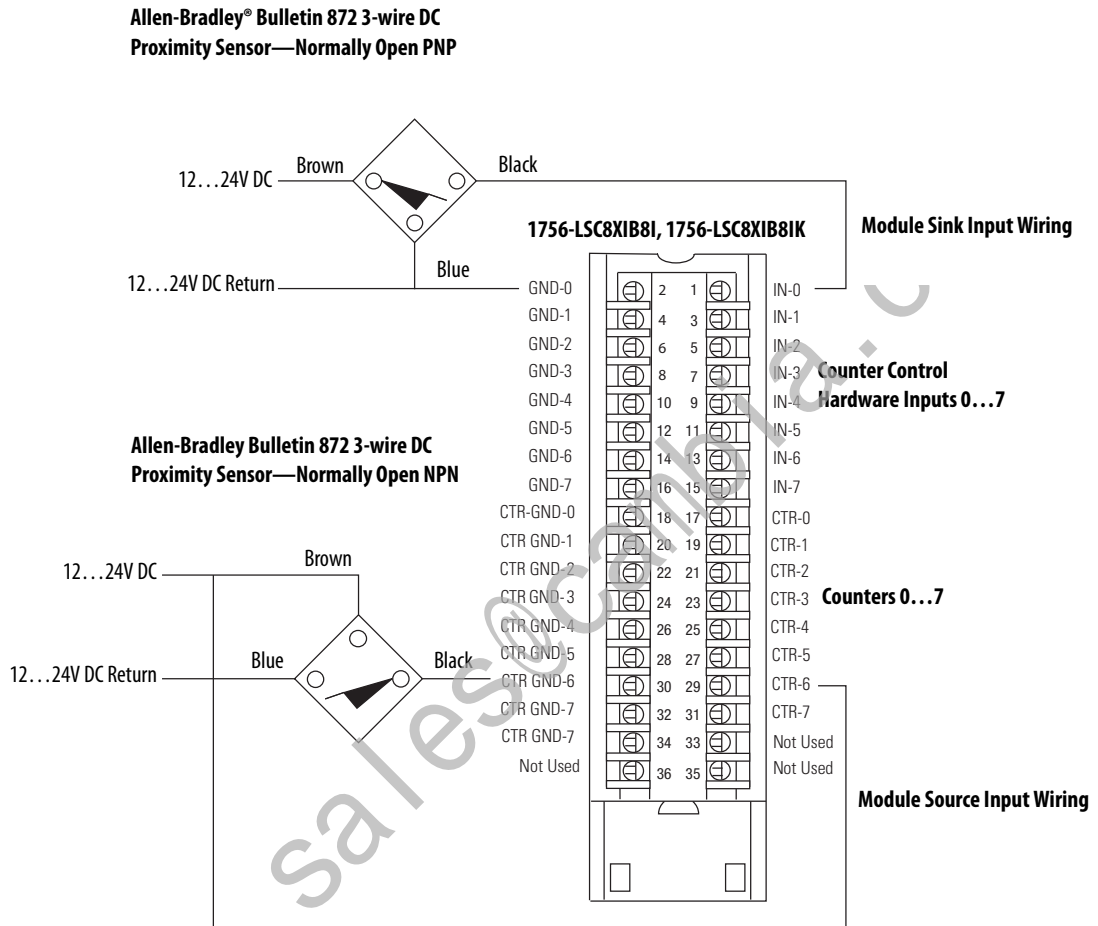 Allen-Bradley® Bulletin 872 3-wire DC
Proximity Sensor—Normally Open PNP
12...24V DC
Brown
Black
12...24V DC Return
Blue
1756-LSC8XIB8I, 1756-LSC8XIB8IK
Module Sink Input Wiring
GND-0 2 1 IN-0
GND-1 4 3 IN-1
GND-2 6 5 IN-2
GND-3 8 7 IN-3
GND-4 10 9 IN-4
GND-5 12 11 IN-5
GND-6 14 13 IN-6
GND-7 16 15 IN-7
CTR-GND-0 18 17 CTR-0
CTR GND-1 20 19 CTR-1
CTR GND-2 22 21 CTR-2
CTR GND-3 24 23 CTR-3
CTR GND-4 26 25 CTR-4
CTR GND-5 28 27 CTR-5
CTR GND-6 30 29 CTR-6
CTR GND-7 32 31 CTR-7
CTR GND-7 34 33 Not Used
Not Used 36 35 Not Used
Counter Control
Hardware Inputs 0...7
Counters 0...7
Allen-Bradley Bulletin 872 3-wire DC
Proximity Sensor—Normally Open NPN
12...24V DC
Brown
12...24V DC Return
Blue
Black
Module Source Input Wiring
sales@cambia.c